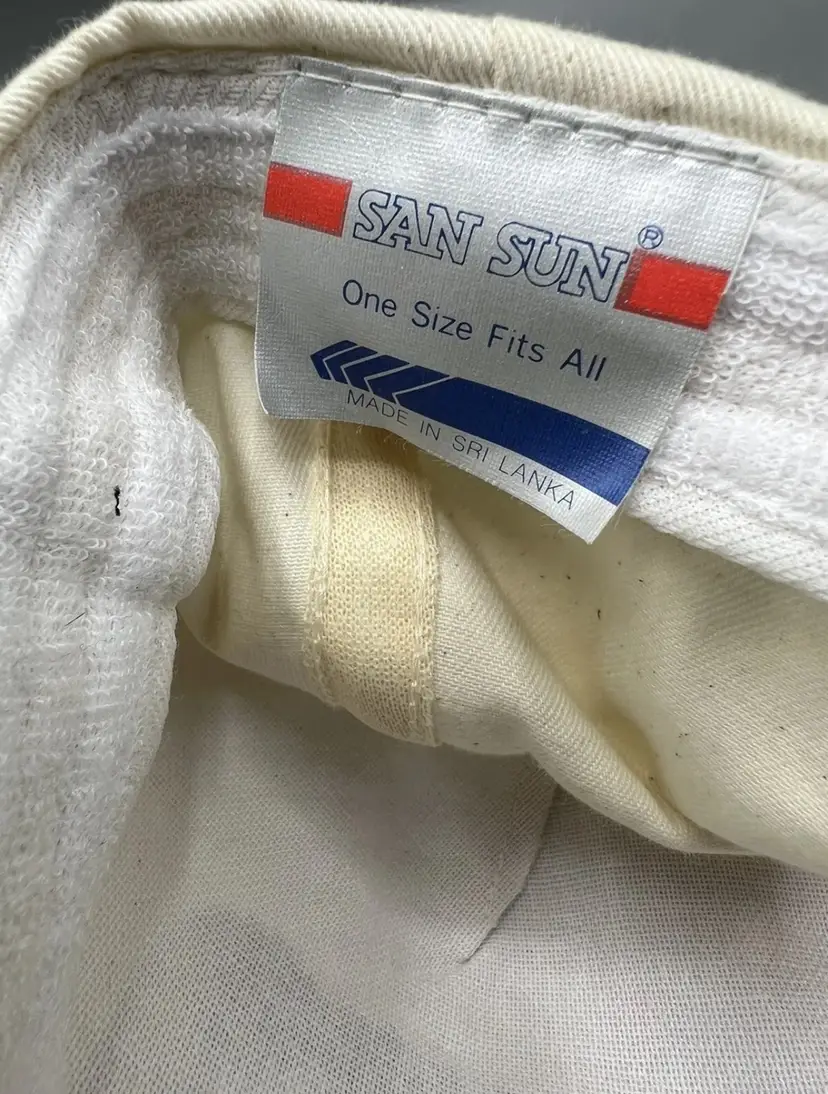 SAN SUN®
One Size Fits All
MADE IN SRI LANKA